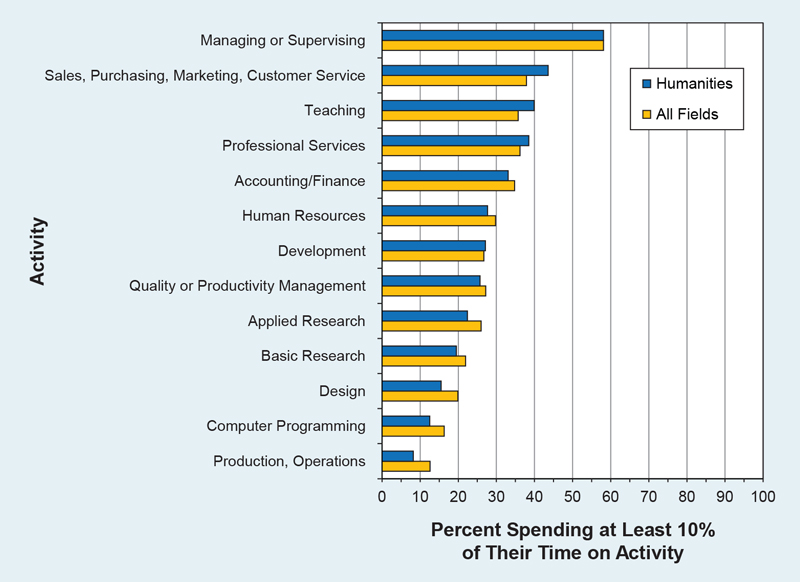 Managing or Supervising
Sales, Purchasing, Marketing, Customer Service
Teaching
Professional Services
Accounting/Finance
Human Resources
Development
Quality or Productivity Management
Applied Research
Basic Research
Design
Computer Programming
Production, Operations
Activity
Humanities
All Fields
0 10 20 30 40 50 60 70 80 90 100
Percent Spending at Least 10%
of Their Time on Activity